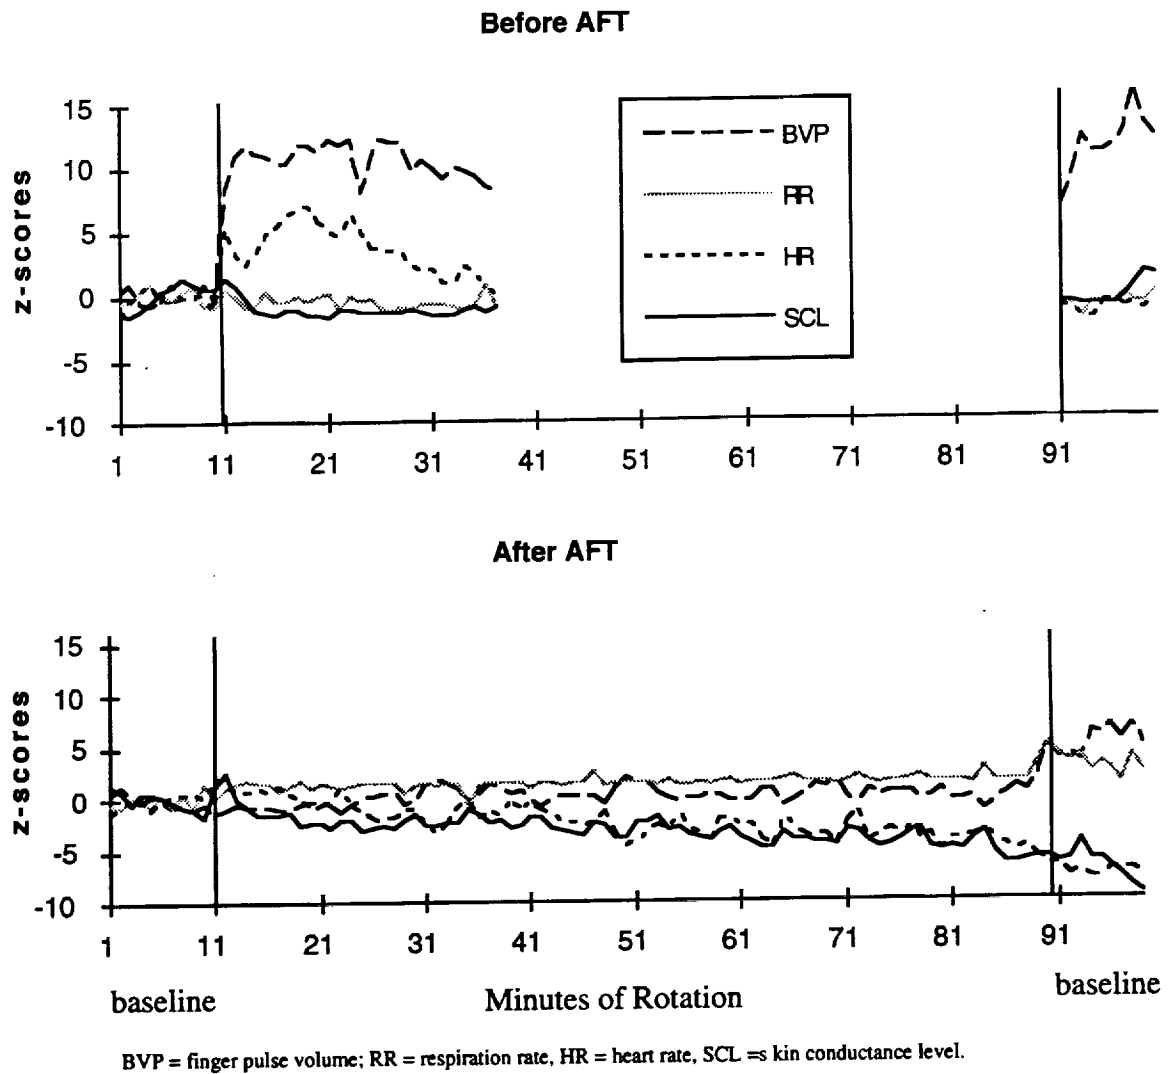 Before AFT
z-scores
15
10
5
0
-5
-10
BVP
RR
HR
SCL
1 11 21 31 41 51 61 71 81 91
After AFT
z-scores
15
10
5
0
-5
-10
1 11 21 31 41 51 61 71 81 91
baseline Minutes of Rotation baseline
BVP = finger pulse volume; RR = respiration rate, HR = heart rate, SCL =s kin conductance level.